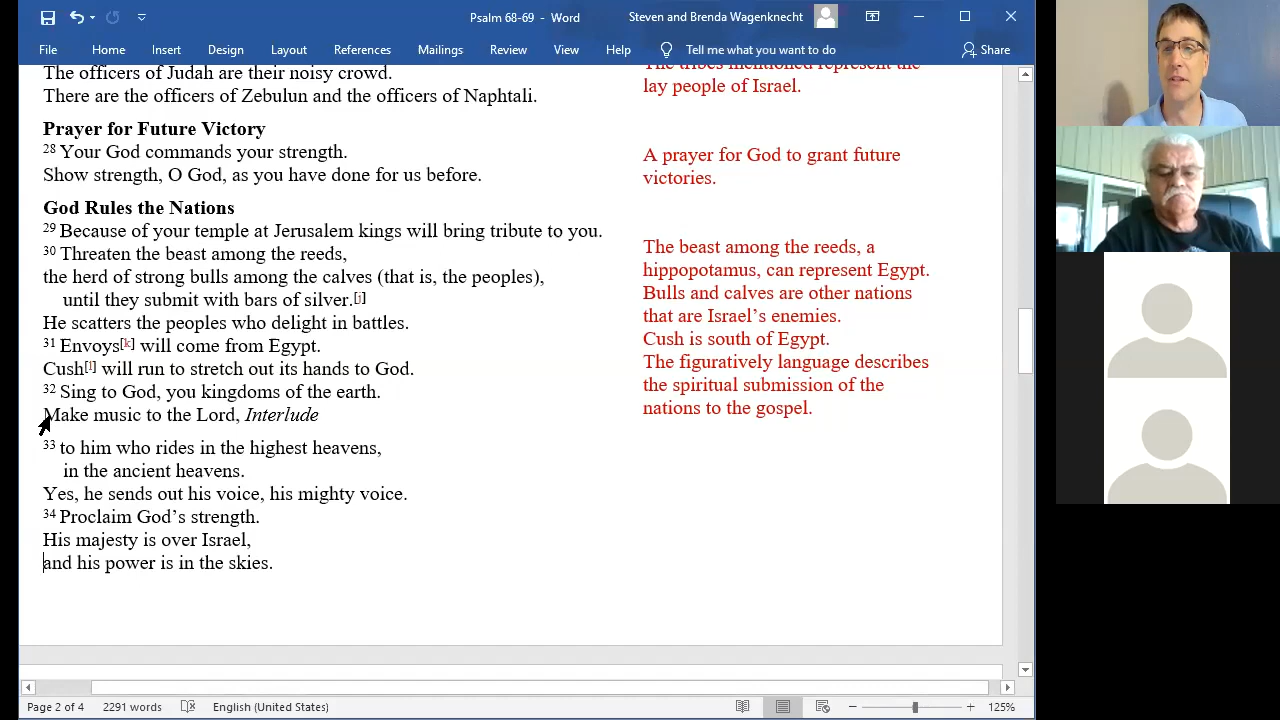 Psalm 68-69 - Word
Steven and Brenda Wagenknecht
File Home Insert Design Layout References Mailings Review View Help Tell me what you want to do Share
The officers of Judah are their noisy crowd.
There are the officers of Zebulun and the officers of Naphtali.
Prayer for Future Victory
28 Your God commands your strength.
Show strength, O God, as you have done for us before.
God Rules the Nations
29 Because of your temple at Jerusalem kings will bring tribute to you.
30 Threaten the beast among the reeds,
the herd of strong bulls among the calves (that is, the peoples),
until they submit with bars of silver.[j]
He scatters the peoples who delight in battles.
31 Envoys[k] will come from Egypt.
Cush[l] will run to stretch out its hands to God.
32 Sing to God, you kingdoms of the earth.
Make music to the Lord, Interlude
33 to him who rides in the highest heavens,
in the ancient heavens.
Yes, he sends out his voice, his mighty voice.
34 Proclaim God’s strength.
His majesty is over Israel,
and his power is in the skies.
The tribes mentioned represent the
lay people of Israel.
A prayer for God to grant future
victories.
The beast among the reeds, a
hippopotamus, can represent Egypt.
Bulls and calves are other nations
that are Israel’s enemies.
Cush is south of Egypt.
The figuratively language describes
the spiritual submission of the
nations to the gospel.
Page 2 of 4 2291 words English (United States) 125%